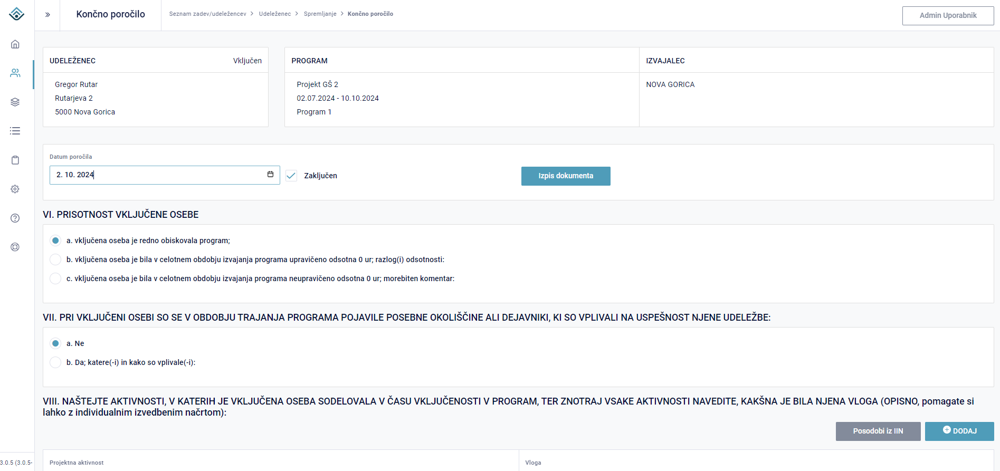 Končno poročilo
Seznam zadev/udeležencev > Udeleženec > Spremljanje > Končno poročilo
Admin Uporabnik
UDELEŽENEC
Vključen
Gregor Rutar
Rutarjeva 2
5000 Nova Gorica
PROGRAM
Projekt GŠ 2
02.07.2024 - 10.10.2024
Program 1
IZVAJALEC
NOVA GORICA
Datum poročila
2. 10. 2024
Zaključen
Izpis dokumenta
VI. PRISOTNOST VKLJUČENE OSEBE
a. vključena oseba je redno obiskovala program;
b. vključena oseba je bila v celotnem obdobju izvajanja programa upravičeno odsotna 0 ur; razlog(i) odsotnosti:
c. vključena oseba je bila v celotnem obdobju izvajanja programa neupravičeno odsotna 0 ur; morebiten komentar:
VII. PRI VKLJUČENI OSEBI SO SE V OBDOBJU TRAJANJA PROGRAMA POJAVILE POSEBNE OKOLIŠČINE ALI DEJAVNIKI, KI SO VPLIVALI NA USPEŠNOST NJENE UDELEŽBE:
a. Ne
b. Da; katere(-i) in kako so vplivale(-i):
VIII. NAŠTEJTE AKTIVNOSTI, V KATERIH JE VKLJUČENA OSEBA SODELOVALA V ČASU VKLJUČENOSTI V PROGRAM, TER ZNOTRAJ VSAKE AKTIVNOSTI NAVEDITE, KAKŠNA JE BILA NJENA VLOGA (OPISNO, pomagate si
lahko z individualnim izvedbenim načrtom):
Posodobi iz IIN
DODAJ
Projektna aktivnost
Vloga
3.0.5 (3.0.5-